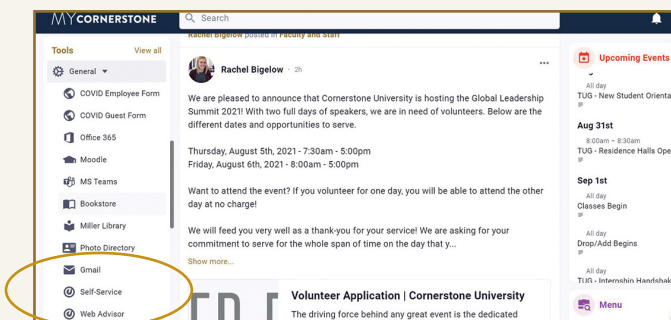 MYCORNERSTONE
Search
Tools
View all
General
COVID Employee Form
COVID Guest Form
Office 365
Moodle
MS Teams
Bookstore
Miller Library
Photo Directory
Gmail
Self-Service
Web Advisor
Rachel Bigelow posted in Faculty and Staff
Rachel Bigelow · 2h
We are pleased to announce that Cornerstone University is hosting the Global Leadership
Summit 2021! With two full days of speakers, we are in need of volunteers. Below are the
different dates and opportunities to serve.
Thursday, August 5th, 2021 - 7:30am - 5:00pm
Friday, August 6th, 2021 - 8:00am - 5:00pm
Want to attend the event? If you volunteer for one day, you will be able to attend the other
day at no charge!
We will feed you very well as a thank-you for your service! We are asking for your
commitment to serve for the whole span of time on the day that y...
Show more...
Volunteer Application | Cornerstone University
The driving force behind any great event is the dedicated
Upcoming Events
All day
TUG - New Student Orienta
Aug 31st
8:00am – 8:30am
TUG - Residence Halls Ope
Sep 1st
All day
Classes Begin
All day
Drop/Add Begins
All day
TUG - Internship Handshak
Menu